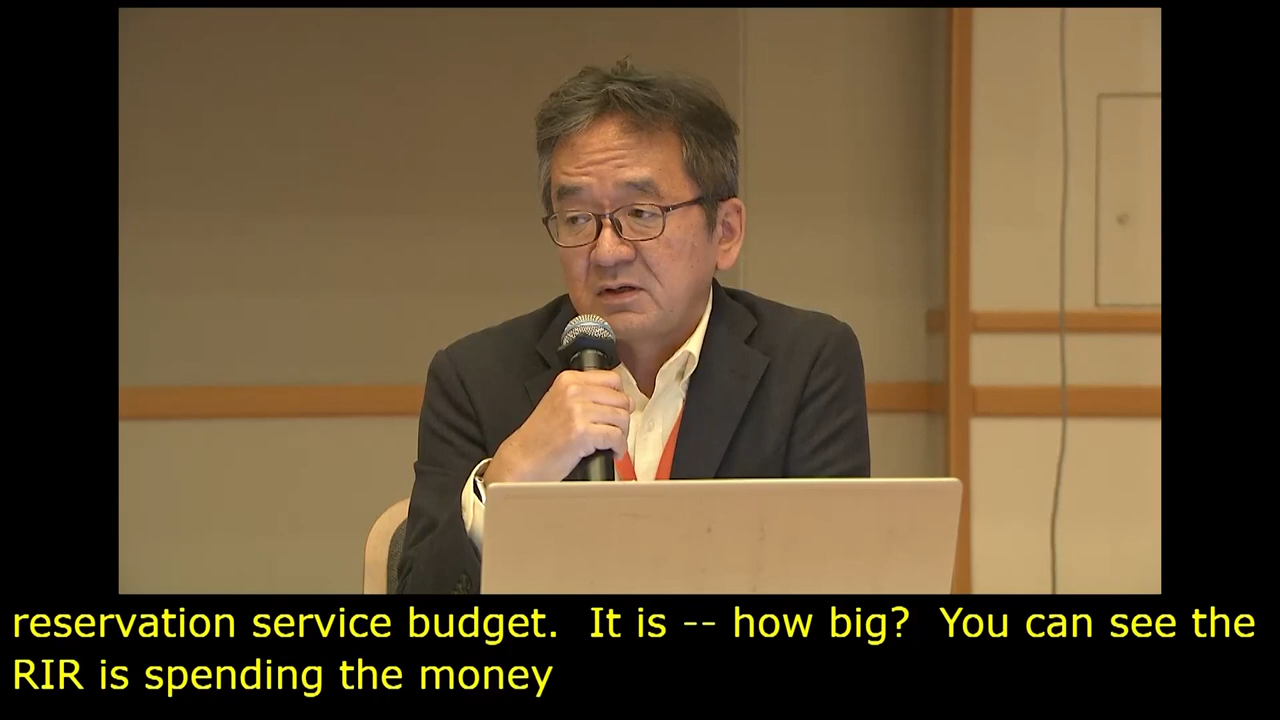 reservation service budget.  It is -- how big?  You can see the
RIR is spending the money